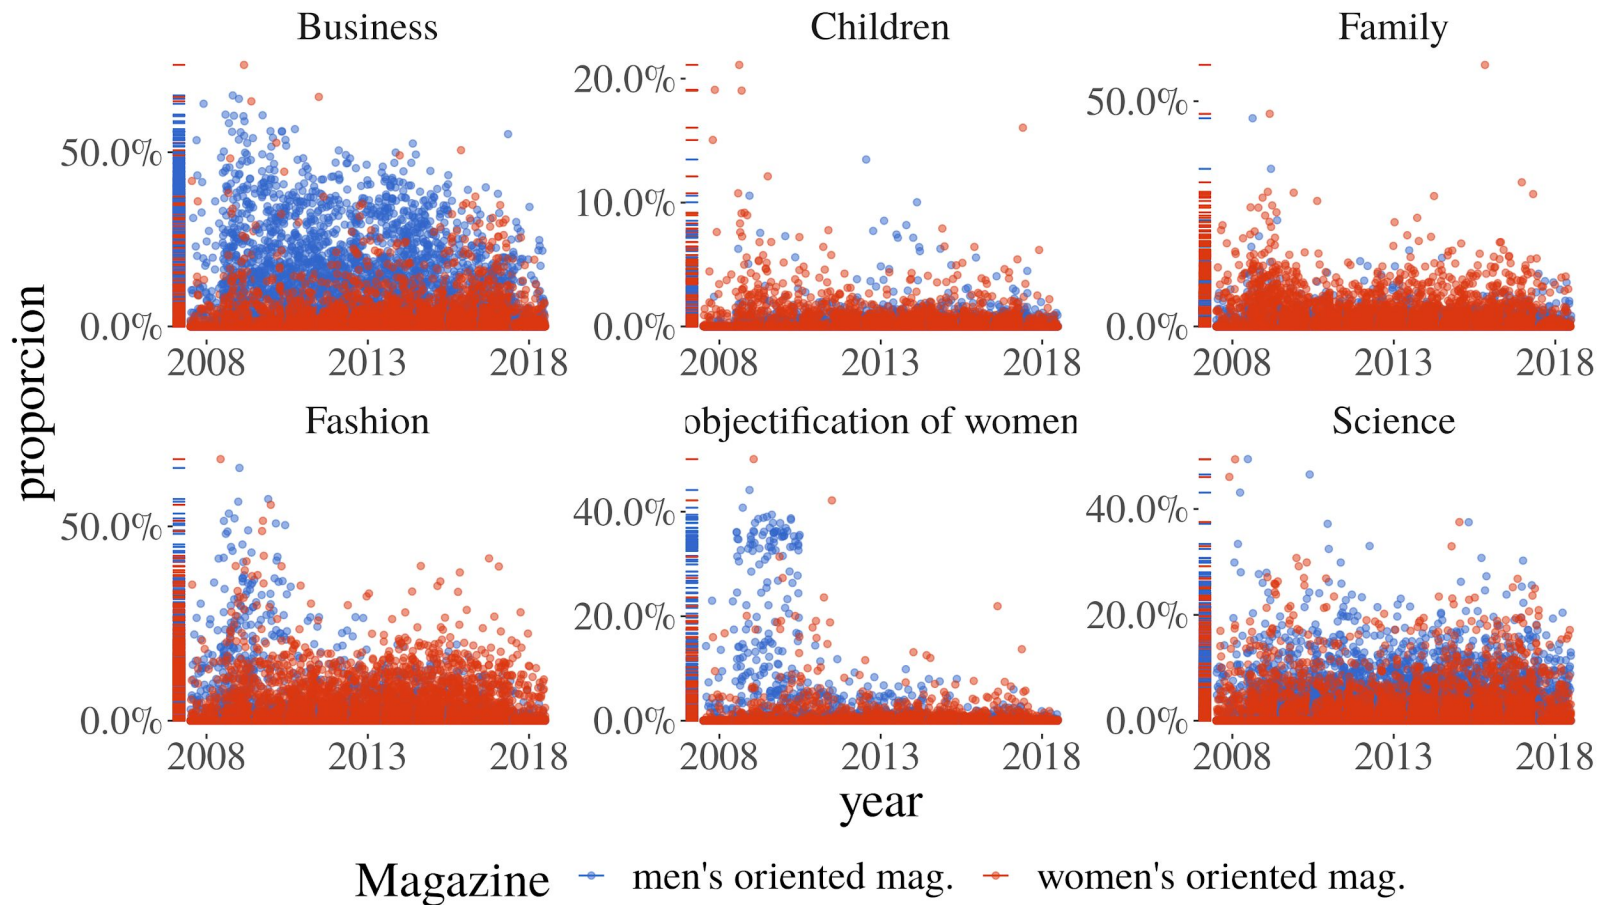 Business Children Family
20.0%
50.0%
50.0%
10.0%
0.0% 0.0% 0.0%
2008 2013 2018 2008 2013 2018 2008 2013 2018
proporcion
Fashion objectification of women Science
50.0% 40.0% 40.0%
20.0% 20.0%
0.0% 0.0% 0.0%
2008 2013 2018 2008 2013 2018 2008 2013 2018
year
Magazine men's oriented mag. women's oriented mag.